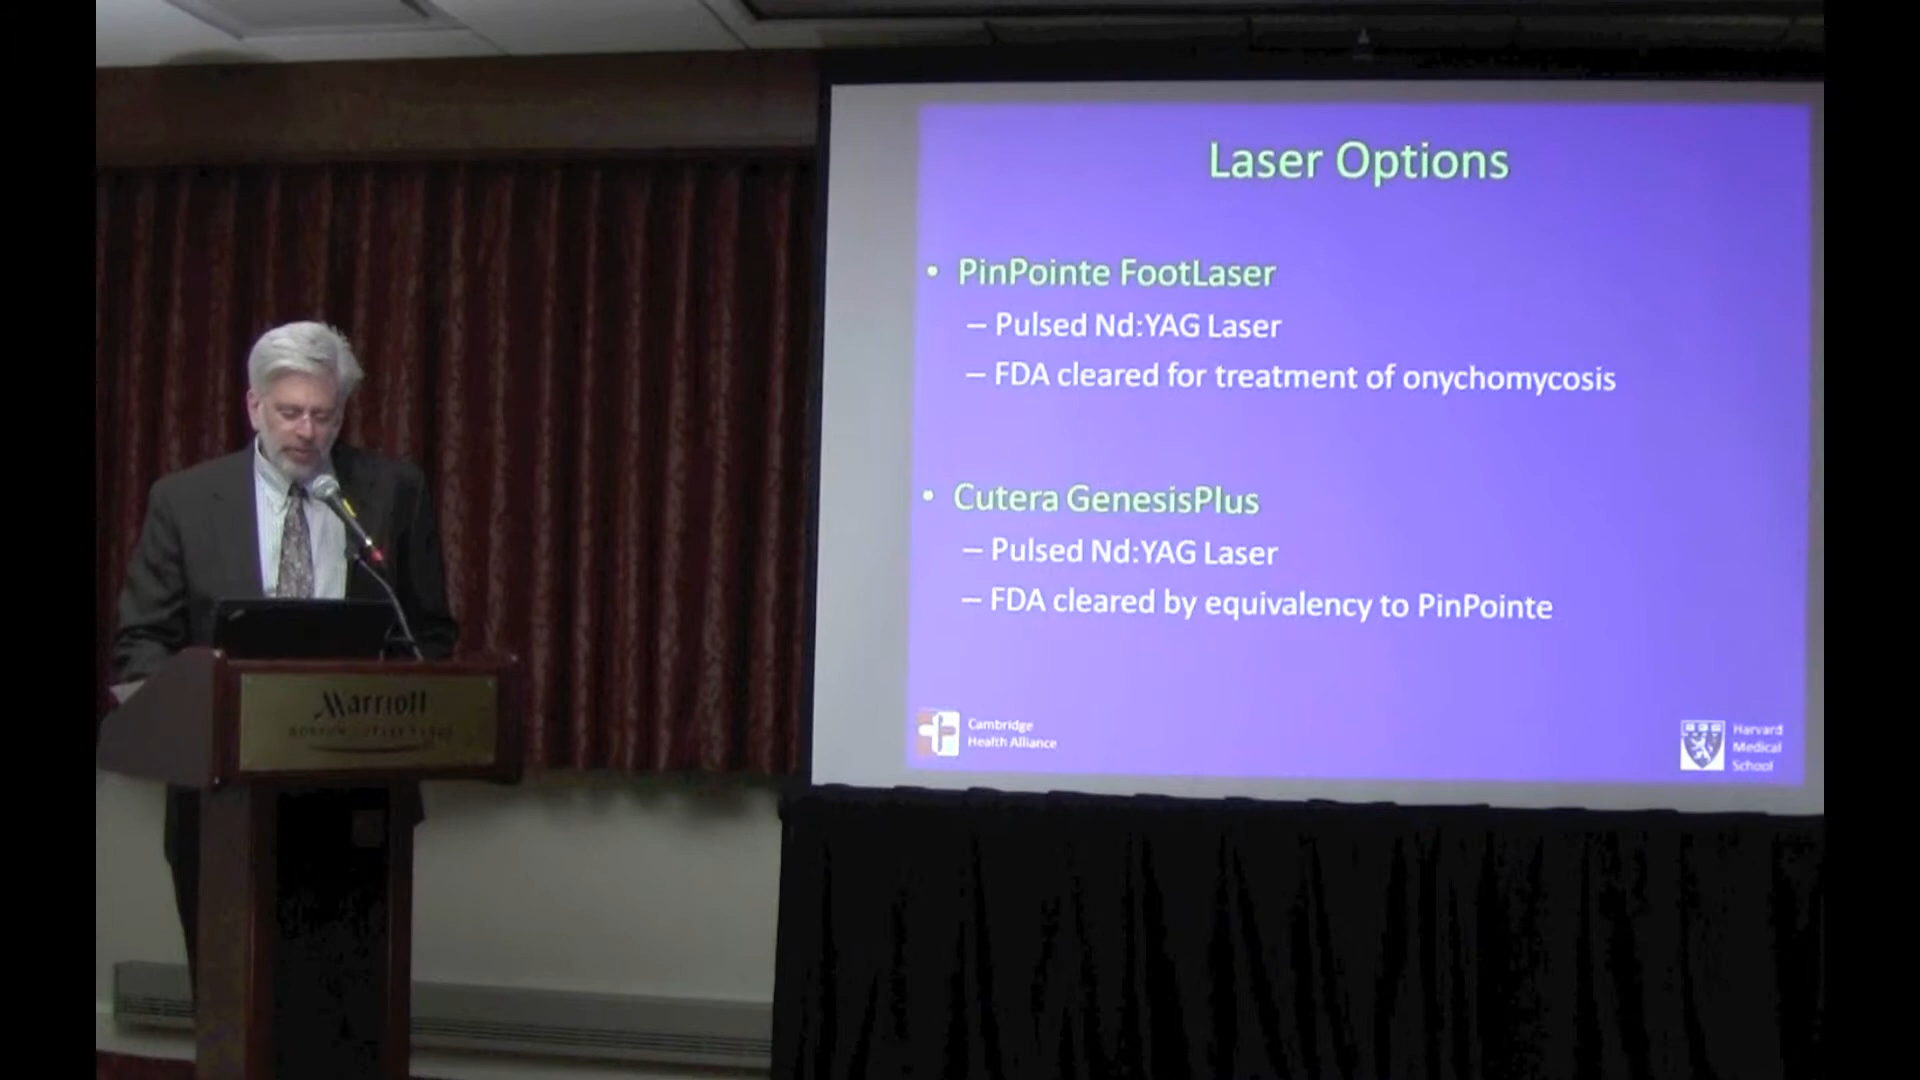 Laser Options
• PinPointe FootLaser
– Pulsed Nd:YAG Laser
– FDA cleared for treatment of onychomycosis
• Cutera GenesisPlus
– Pulsed Nd:YAG Laser
– FDA cleared by equivalency to PinPointe
Cambridge
Health Alliance
Harvard
Medical
School
Marriott